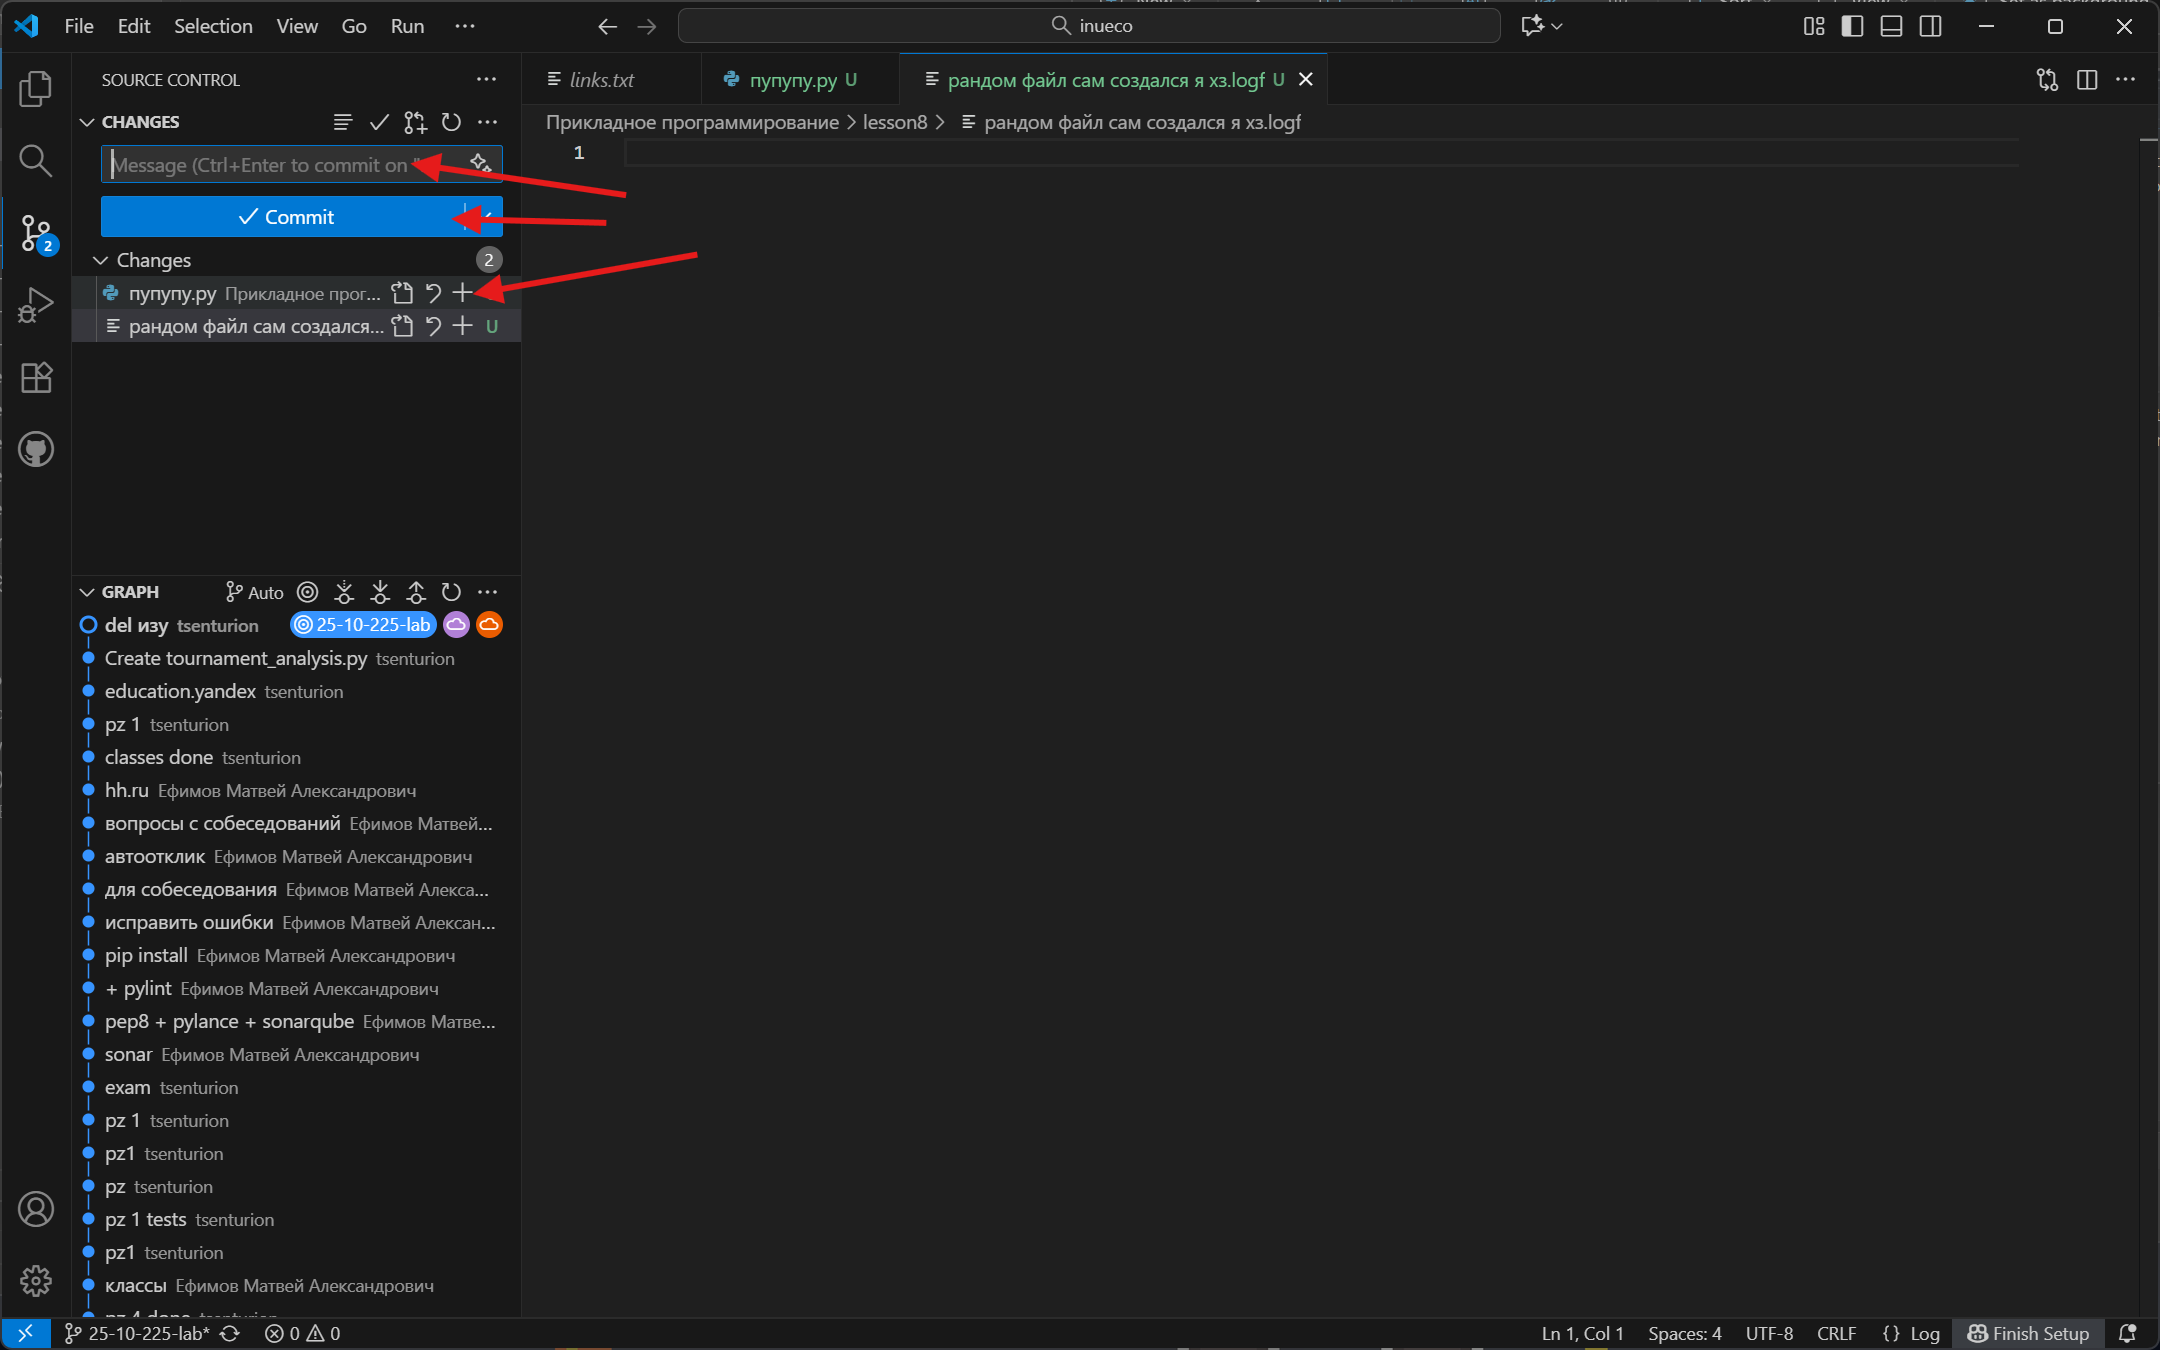 File Edit Selection View Go Run
inueco
SOURCE CONTROL
links.txt
пупупу.py U
рандом файл сам создался я хз.logf U
CHANGES
Прикладное программирование > lesson8 > рандом файл сам создался я хз.logf
Message (Ctrl+Enter to commit on "
1
Commit
2
Changes 2
пупупу.py Прикладное прог...
рандом файл сам создался... U
GRAPH Auto
del изу tsenturion 25-10-225-lab
Create tournament_analysis.py tsenturion
education.yandex tsenturion
pz 1 tsenturion
classes done tsenturion
hh.ru Ефимов Матвей Александрович
вопросы с собеседований Ефимов Матвей...
автоотклик Ефимов Матвей Александрович
для собеседования Ефимов Матвей Алекса...
исправить ошибки Ефимов Матвей Алексан...
pip install Ефимов Матвей Александрович
+ pylint Ефимов Матвей Александрович
pep8 + pylance + sonarqube Ефимов Матве...
sonar Ефимов Матвей Александрович
exam tsenturion
pz 1 tsenturion
pz1 tsenturion
pz tsenturion
pz 1 tests tsenturion
pz1 tsenturion
классы Ефимов Матвей Александрович
pz 4 done tsenturion
25-10-225-lab* 0 0
Ln 1, Col 1 Spaces: 4 UTF-8 CRLF {} Log Finish Setup